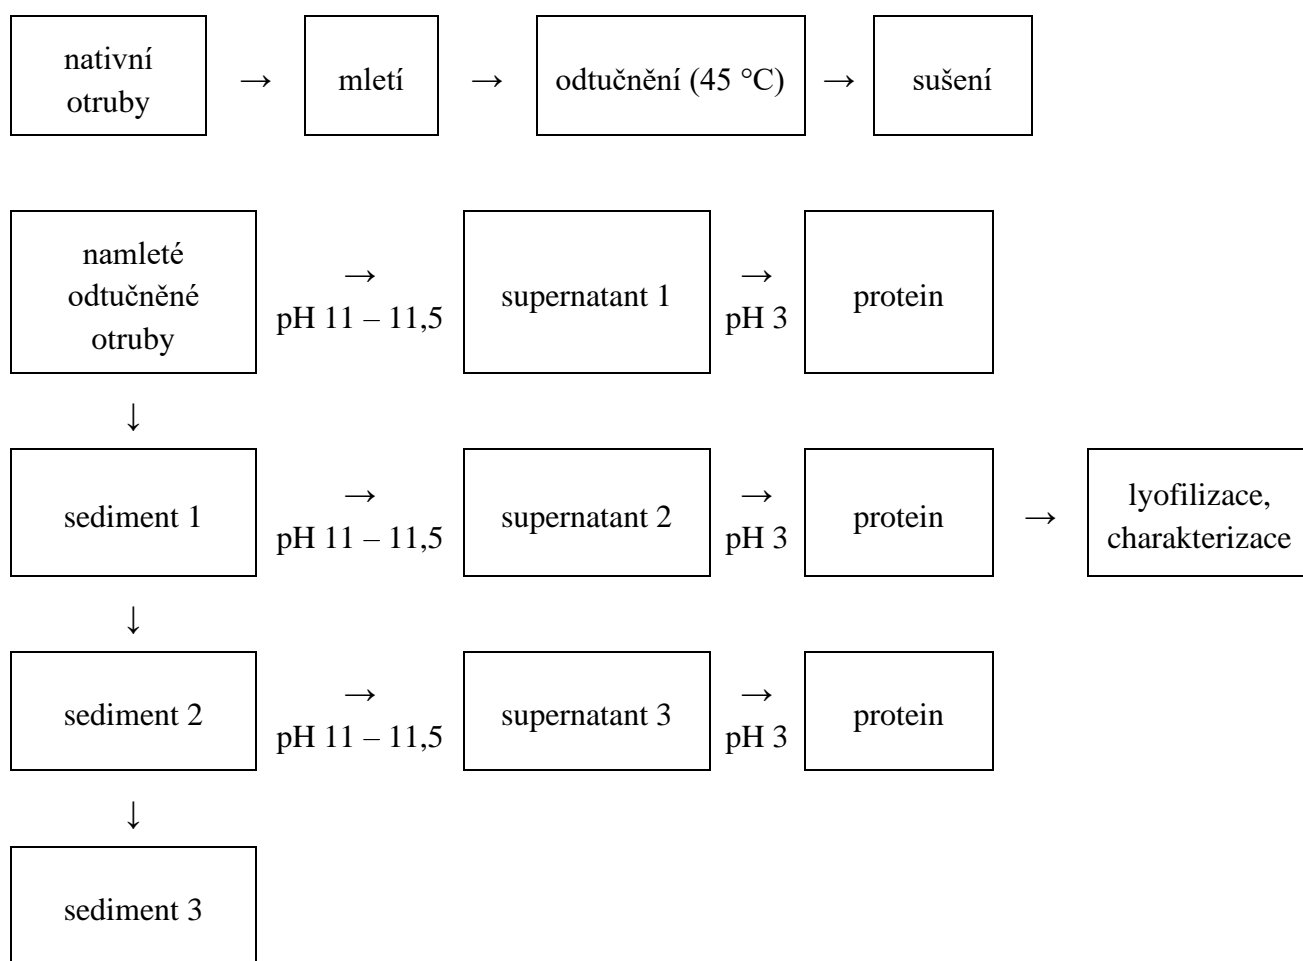 nativní
otruby
→
mletí
→
odtučnění (45 °C)
→
sušení
namleté
odtučněné
otruby
→
pH 11 – 11,5
supernatant 1
→
pH 3
protein
↓
sediment 1
→
pH 11 – 11,5
supernatant 2
→
pH 3
protein
→
lyofilizace,
charakterizace
↓
sediment 2
→
pH 11 – 11,5
supernatant 3
→
pH 3
protein
↓
sediment 3